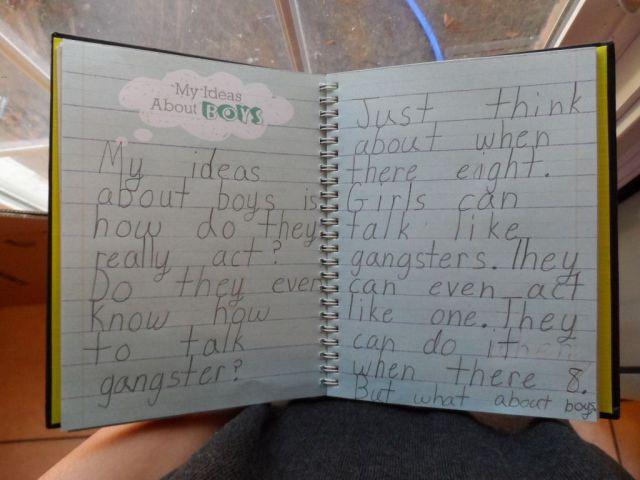 My Ideas
About BOYS
My ideas
about boys is
how do they
really act?
Do they even
know how
to talk
gangster?
Just think
about when
there eight.
Girls can
talk like
gangsters. They
can even act
like one. They
can do it
when there 8.
But what about boys